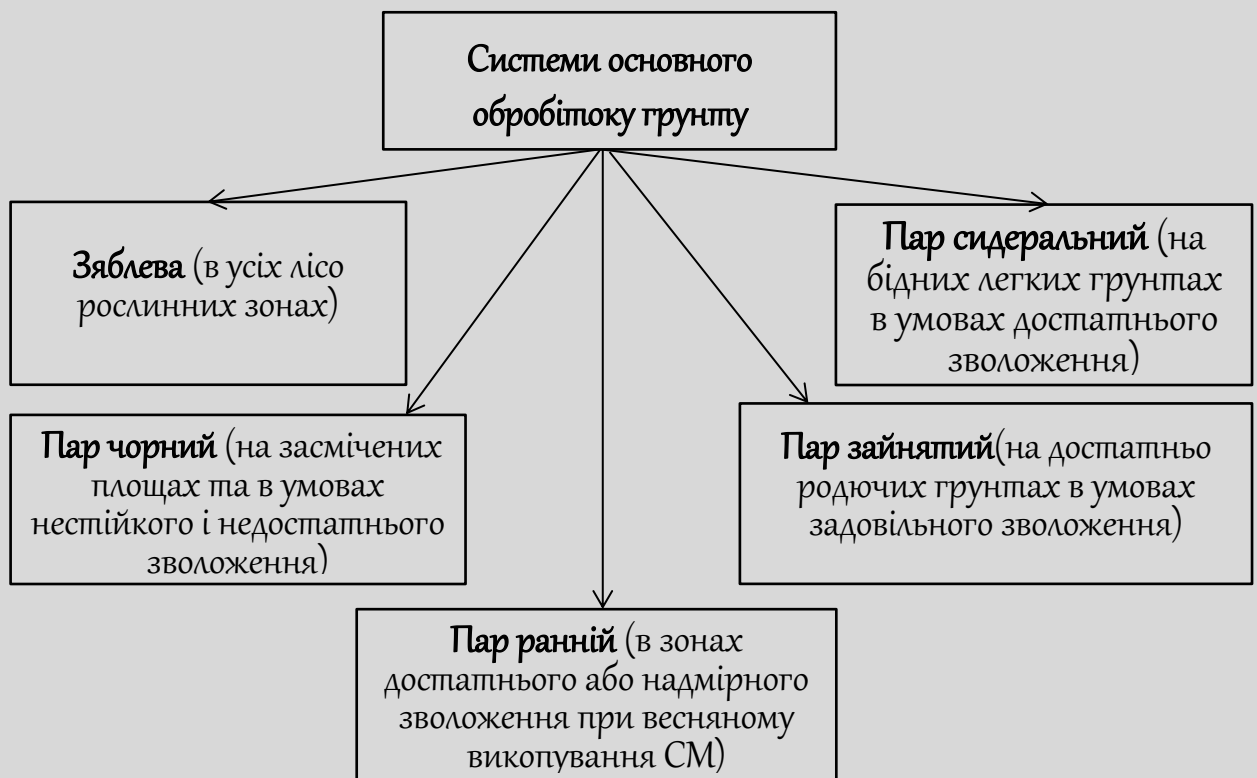 Системи основного
обробітоку грунту
Зяблева (в усіх лісо
рослинних зонах)
Пар сидеральний (на
бідних легких грунтах
в умовах достатнього
зволоження)
Пар чорний (на засмічених
площах та в умовах
нестійкого і недостатнього
зволоження)
Пар зайнятий(на достатньо
родючих грунтах в умовах
задовільного зволоження)
Пар ранній (в зонах
достатнього або надмірного
зволоження при весняному
викопування СМ)